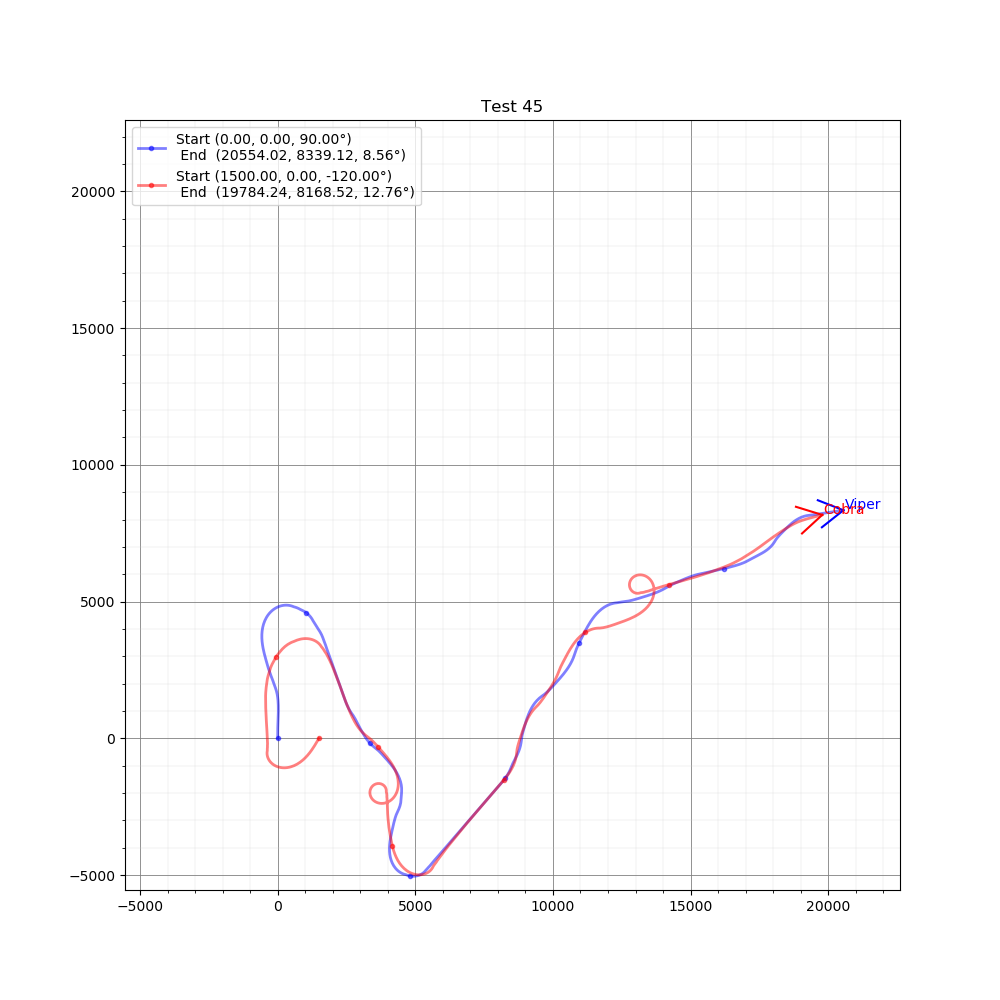 Test 45
Start (0.00, 0.00, 90.00°)
End (20554.02, 8339.12, 8.56°)
Start (1500.00, 0.00, -120.00°)
End (19784.24, 8168.52, 12.76°)
20000
15000
10000
Viper
Cobra
5000
0
−5000
−5000 0 5000 10000 15000 20000